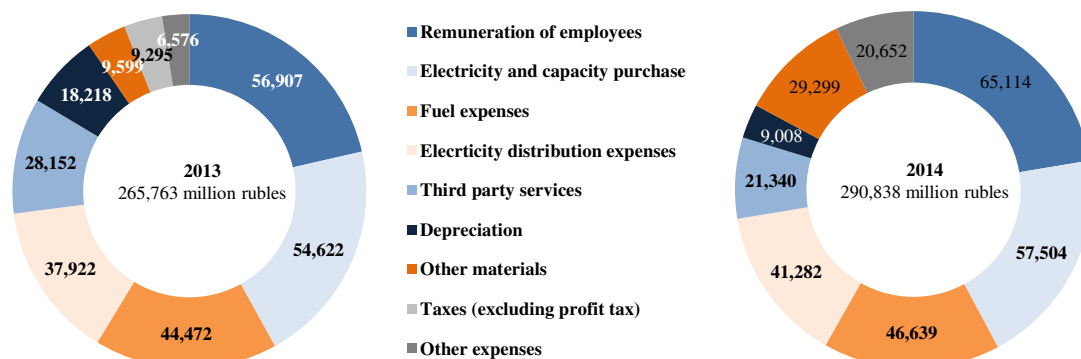 6,576
9,295
9,599
18,218
28,152
37,922
44,472
54,622
56,907
2013
265,763 million rubles
Remuneration of employees
Electricity and capacity purchase
Fuel expenses
Elecrticity distribution expenses
Third party services
Depreciation
Other materials
Taxes (excluding profit tax)
Other expenses
20,652
65,114
29,299
9,008
21,340
2014
290,838 million rubles
57,504
41,282
46,639